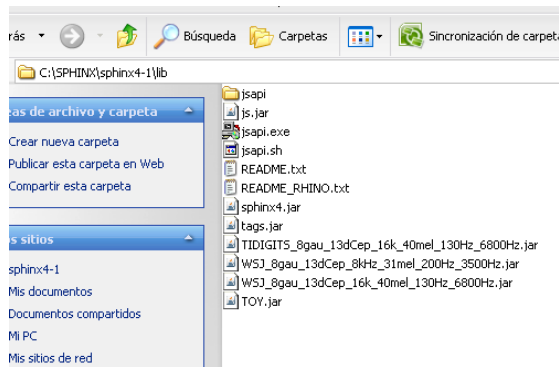 rás Búsqueda Carpetas Sincronización de carpeta
C:\SPHINX\sphinx4-1\lib
eas de archivo y carpeta
Crear nueva carpeta
Publicar esta carpeta en Web
Compartir esta carpeta
os sitios
sphinx4-1
Mis documentos
Documentos compartidos
Mi PC
Mis sitios de red
jsapi
js.jar
jsapi.exe
jsapi.sh
README.txt
README_RHINO.txt
sphinx4.jar
tags.jar
TIDIGITS_8gau_13dCep_16k_40mel_130Hz_6800Hz.jar
WSJ_8gau_13dCep_8kHz_31mel_200Hz_3500Hz.jar
WSJ_8gau_13dCep_16k_40mel_130Hz_6800Hz.jar
TOY.jar